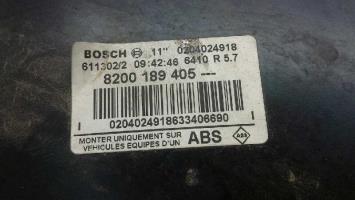 BOSCH 11" 0204024918
611302/2 09:42:46 6410 R 5.7
8200 189 405 ---
0204024918633406690
MONTER UNIQUEMENT SUR
VEHICULES EQUIPES D'UN ABS ABS